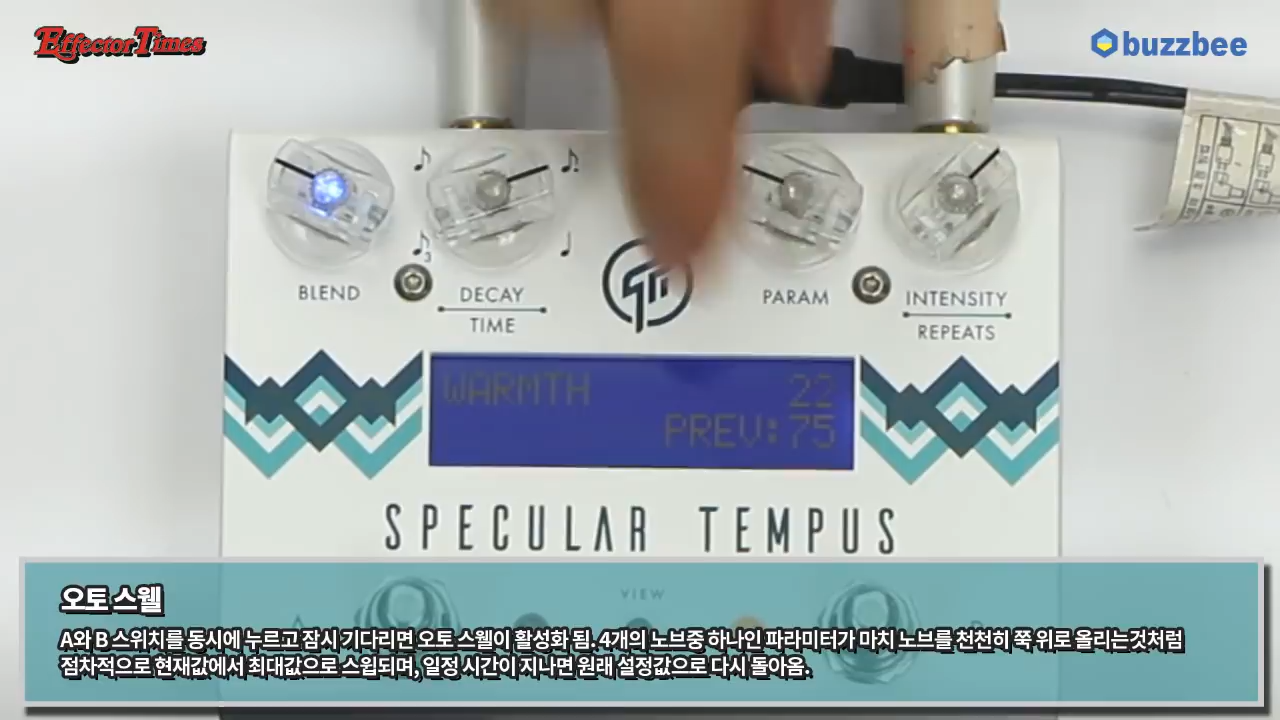 Effector Times
buzzbee
3
BLEND
DECAY
TIME
PARAM
INTENSITY
REPEATS
WARMTH 22
PREV:75
SPECULAR TEMPUS
VIEW
오토 스웰
A와 B 스위치를 동시에 누르고 잠시 기다리면 오토 스웰이 활성화 됨. 4개의 노브중 하나인 파라미터가 마치 노브를 천천히 쭉 위로 올리는것처럼
점차적으로 현재값에서 최대값으로 스윕되며, 일정 시간이 지나면 원래 설정값으로 다시 돌아옴.